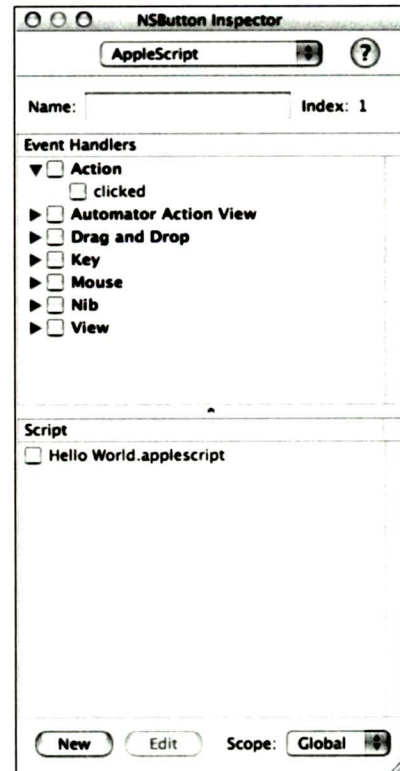 NSButton Inspector
AppleScript
?
Name: Index: 1
Event Handlers
Action
clicked
Automator Action View
Drag and Drop
Key
Mouse
Nib
View
Script
Hello World.applescript
New Edit Scope: Global